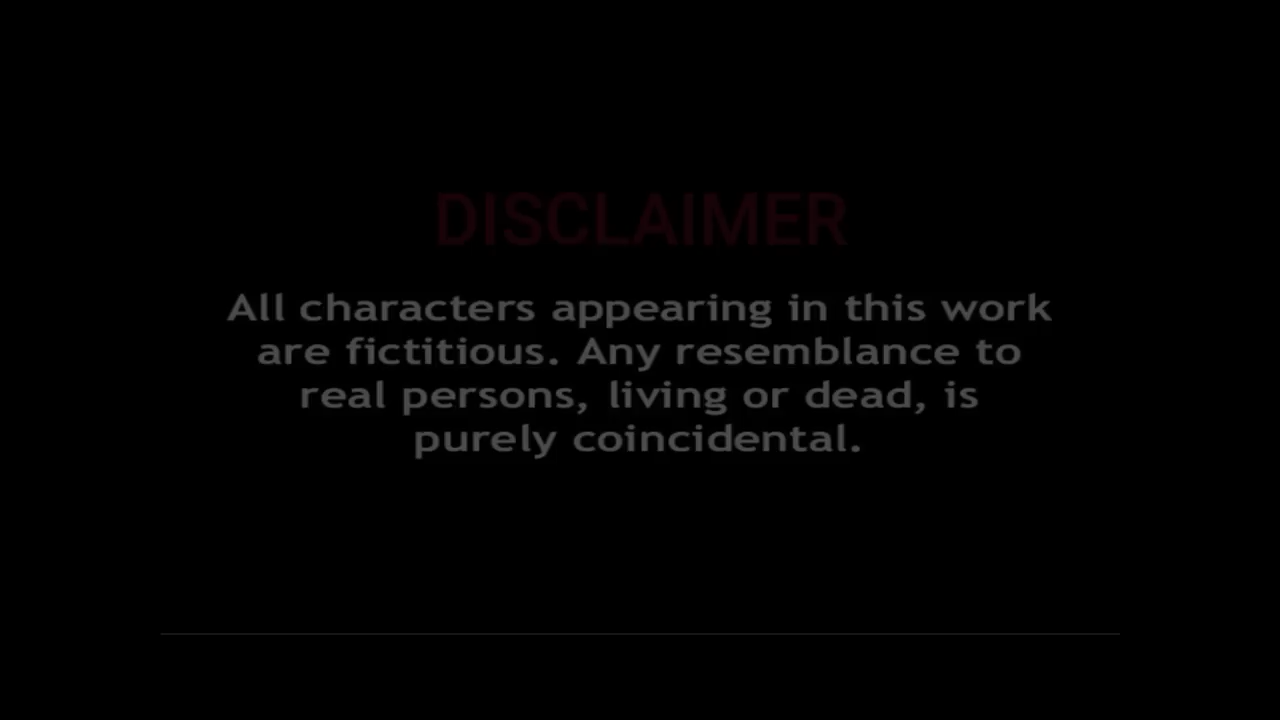 DISCLAIMER
All characters appearing in this work
are fictitious. Any resemblance to
real persons, living or dead, is
purely coincidental.